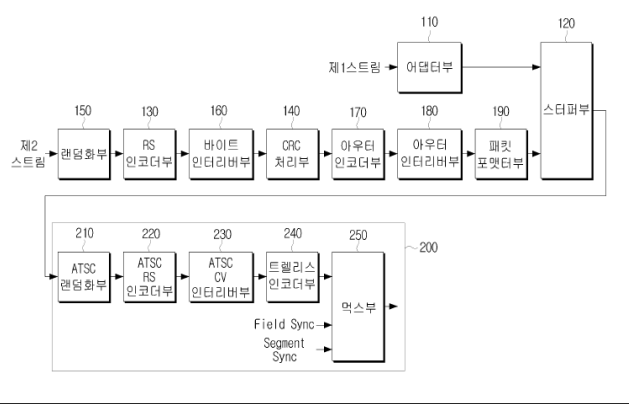 110
120
제1스트림
어댑터부
스터퍼부
150
130
160
140
170
180
190
제2
스트림
랜덤화부
RS
인코더부
바이트
인터리버부
CRC
처리부
아우터
인코더부
아우터
인터리버부
패킷
포맷터부
210
220
230
240
250
200
ATSC
랜덤화부
ATSC
RS
인코더부
ATSC
CV
인터리버부
트렐리스
인코더부
먹스부
Field Sync
Segment
Sync